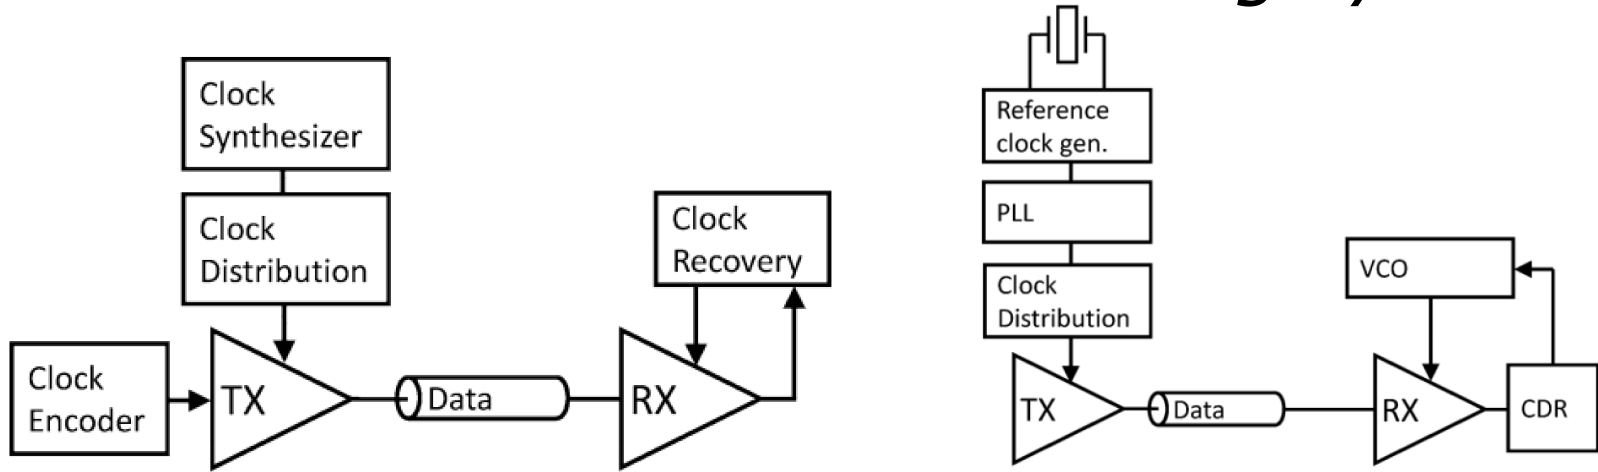 Clock
Synthesizer
Clock
Distribution
Clock
Encoder
TX
Data
RX
Clock
Recovery
Reference
clock gen.
PLL
Clock
Distribution
TX
Data
RX
VCO
CDR